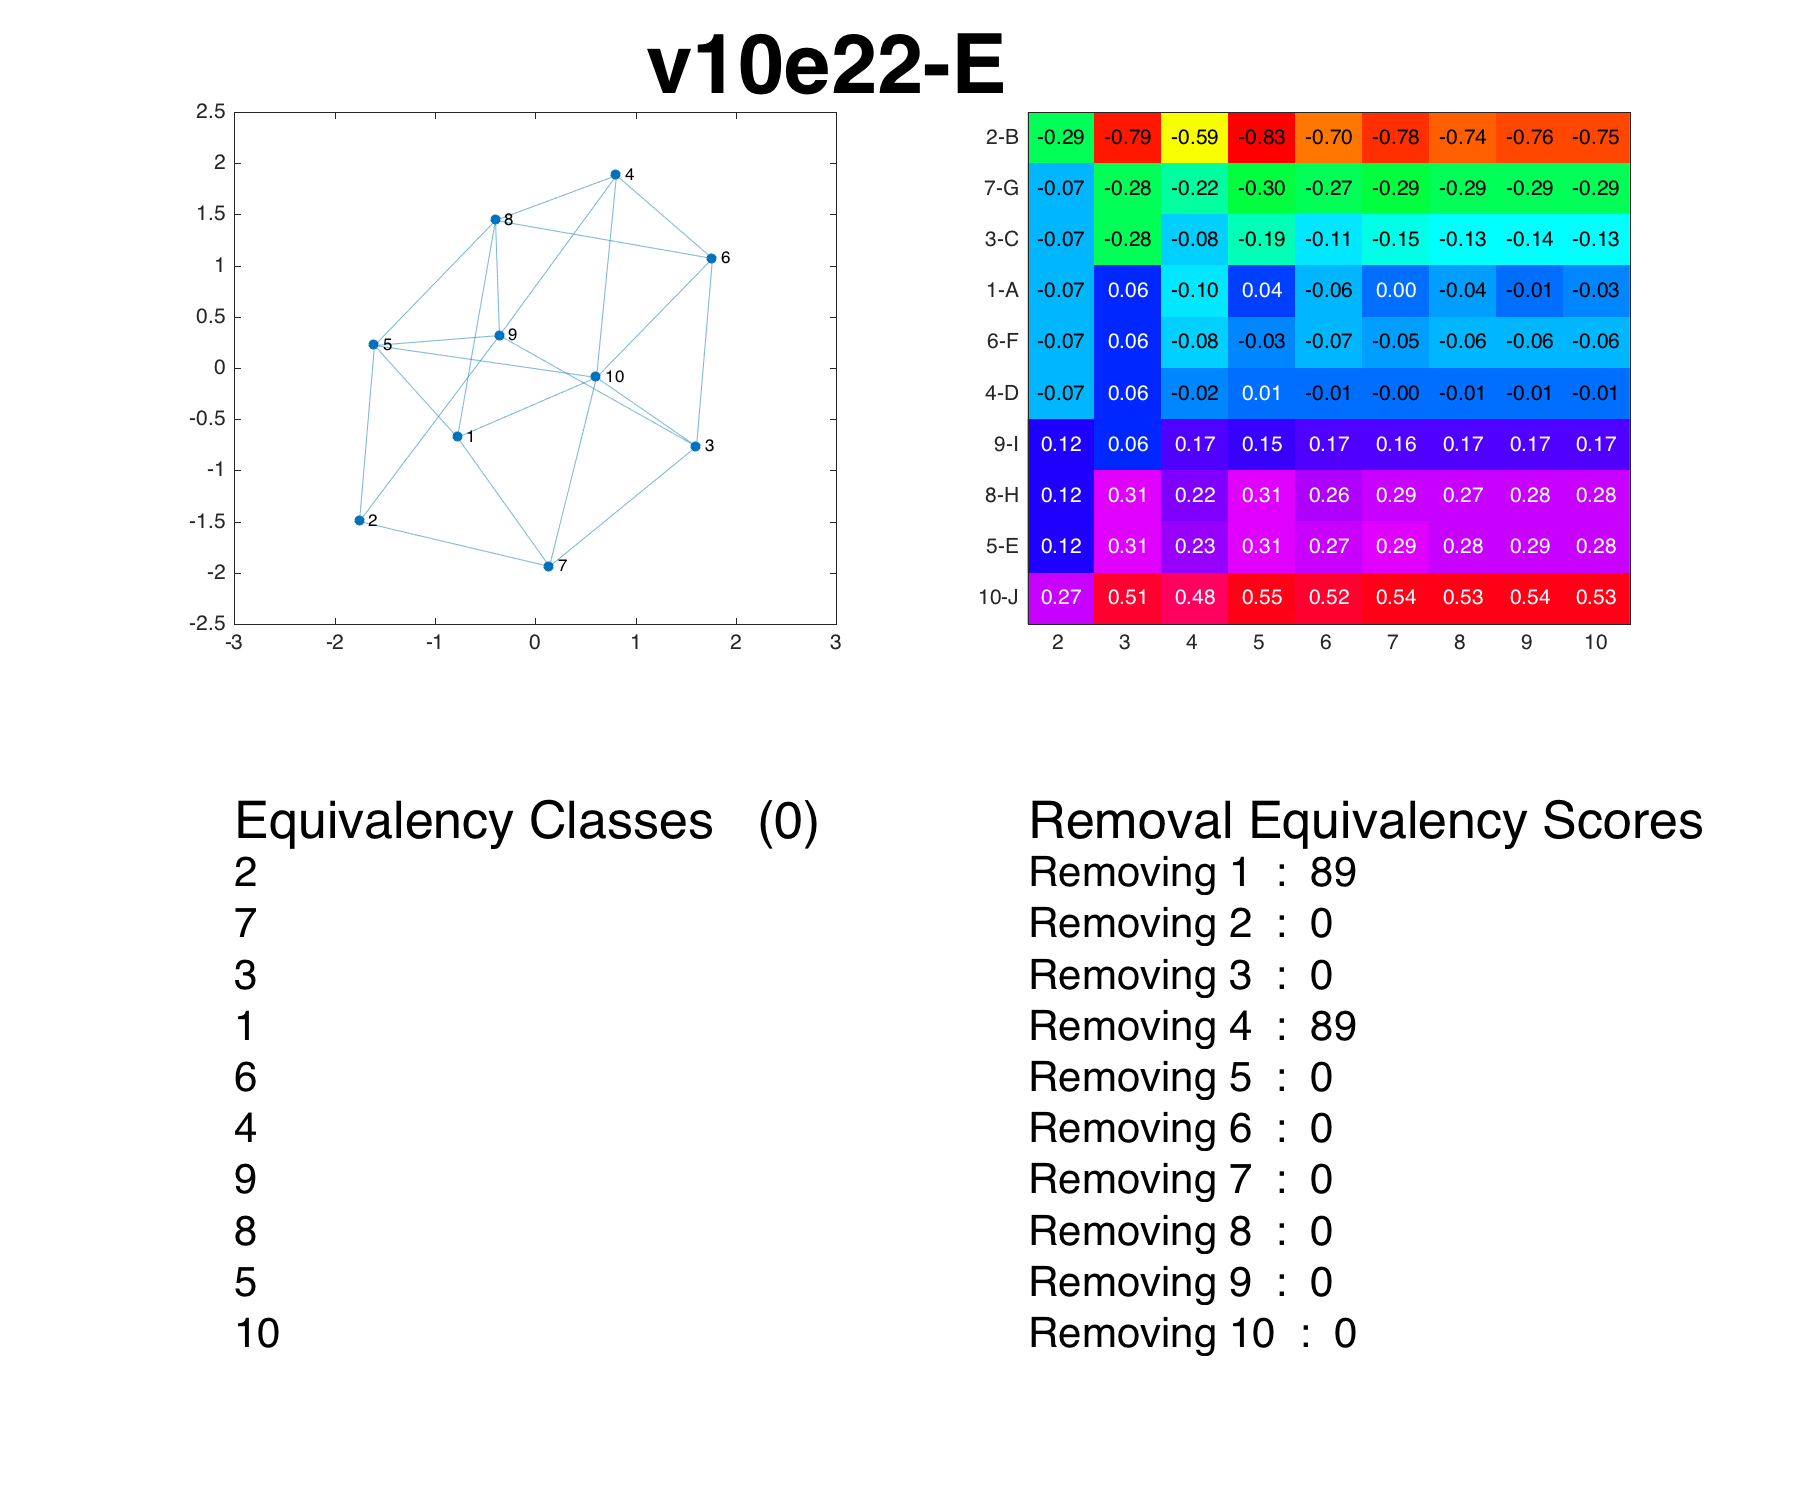 v10e22-E
2.5
2
1.5
1
0.5
0
-0.5
-1
-1.5
-2
-2.5
-3 -2 -1 0 1 2 3
4
8
6
9
5
10
1
3
2
7
2-B -0.29 -0.79 -0.59 -0.83 -0.70 -0.78 -0.74 -0.76 -0.75
7-G -0.07 -0.28 -0.22 -0.30 -0.27 -0.29 -0.29 -0.29 -0.29
3-C -0.07 -0.28 -0.08 -0.19 -0.11 -0.15 -0.13 -0.14 -0.13
1-A -0.07 0.06 -0.10 0.04 -0.06 0.00 -0.04 -0.01 -0.03
6-F -0.07 0.06 -0.08 -0.03 -0.07 -0.05 -0.06 -0.06 -0.06
4-D -0.07 0.06 -0.02 0.01 -0.01 -0.00 -0.01 -0.01 -0.01
9-I 0.12 0.06 0.17 0.15 0.17 0.16 0.17 0.17 0.17
8-H 0.12 0.31 0.22 0.31 0.26 0.29 0.27 0.28 0.28
5-E 0.12 0.31 0.23 0.31 0.27 0.29 0.28 0.29 0.28
10-J 0.27 0.51 0.48 0.55 0.52 0.54 0.53 0.54 0.53
2 3 4 5 6 7 8 9 10
Equivalency Classes (0)
2
7
3
1
6
4
9
8
5
10
Removal Equivalency Scores
Removing 1 : 89
Removing 2 : 0
Removing 3 : 0
Removing 4 : 89
Removing 5 : 0
Removing 6 : 0
Removing 7 : 0
Removing 8 : 0
Removing 9 : 0
Removing 10 : 0